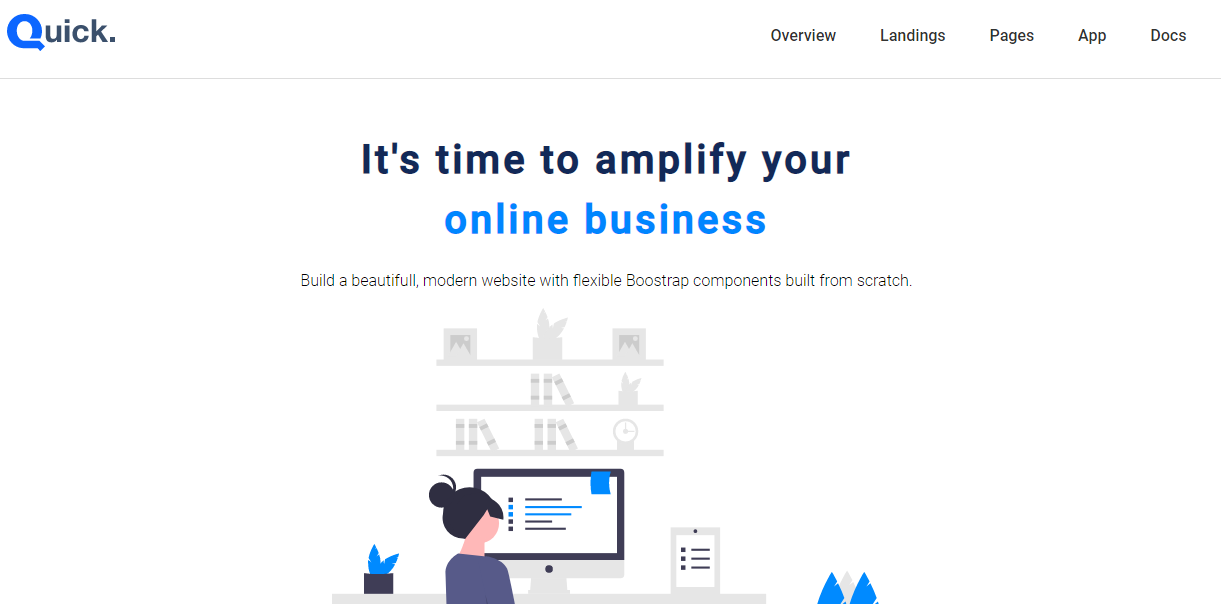 Quick.
Overview Landings Pages App Docs
It's time to amplify your
online business
Build a beautifull, modern website with flexible Boostrap components built from scratch.